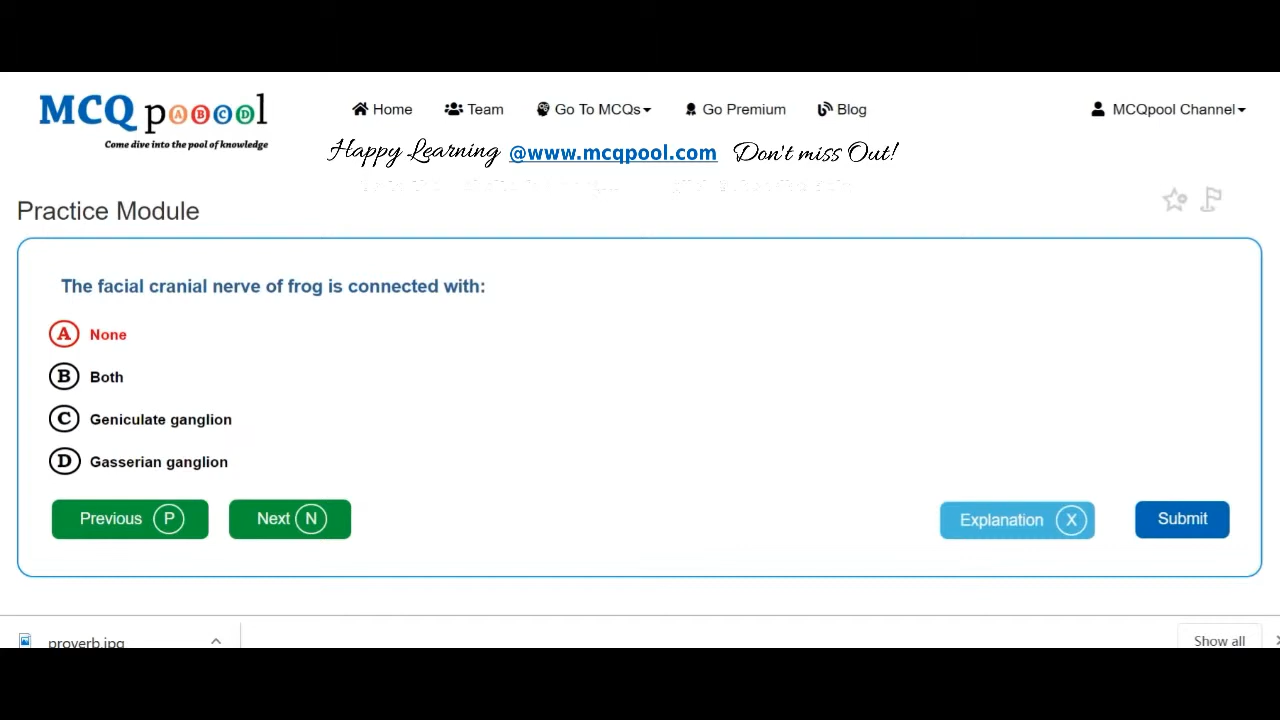 MCQ pABCDl
Come dive into the pool of knowledge
Home Team Go To MCQs Go Premium Blog MCQpool Channel
Happy Learning @www.mcqpool.com Don't miss Out!
Practice Module
The facial cranial nerve of frog is connected with:
A None
B Both
C Geniculate ganglion
D Gasserian ganglion
Previous P Next N Explanation X Submit
proverb.jpg Show all